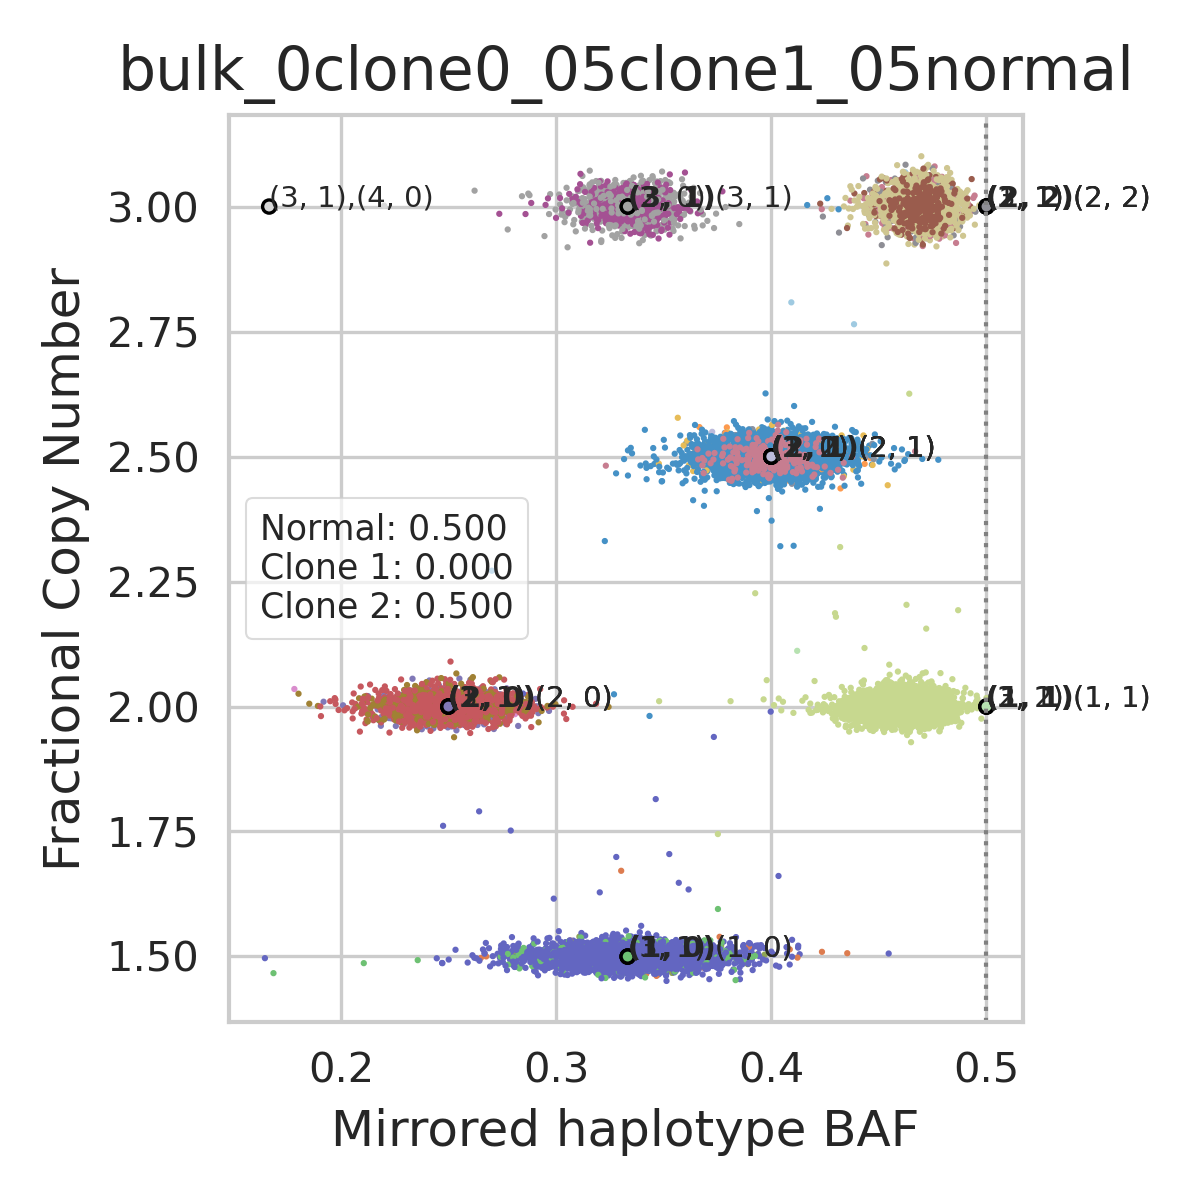 bulk_0clone0_05clone1_05normal
Fractional Copy Number
3.00
2.75
2.50
2.25
2.00
1.75
1.50
(3, 1),(4, 0)
(3, 1)
(2, 2)
(2, 1)
Normal: 0.500
Clone 1: 0.000
Clone 2: 0.500
(2, 0)
(1, 1)
(1, 0)
0.2
0.3
0.4
0.5
Mirrored haplotype BAF